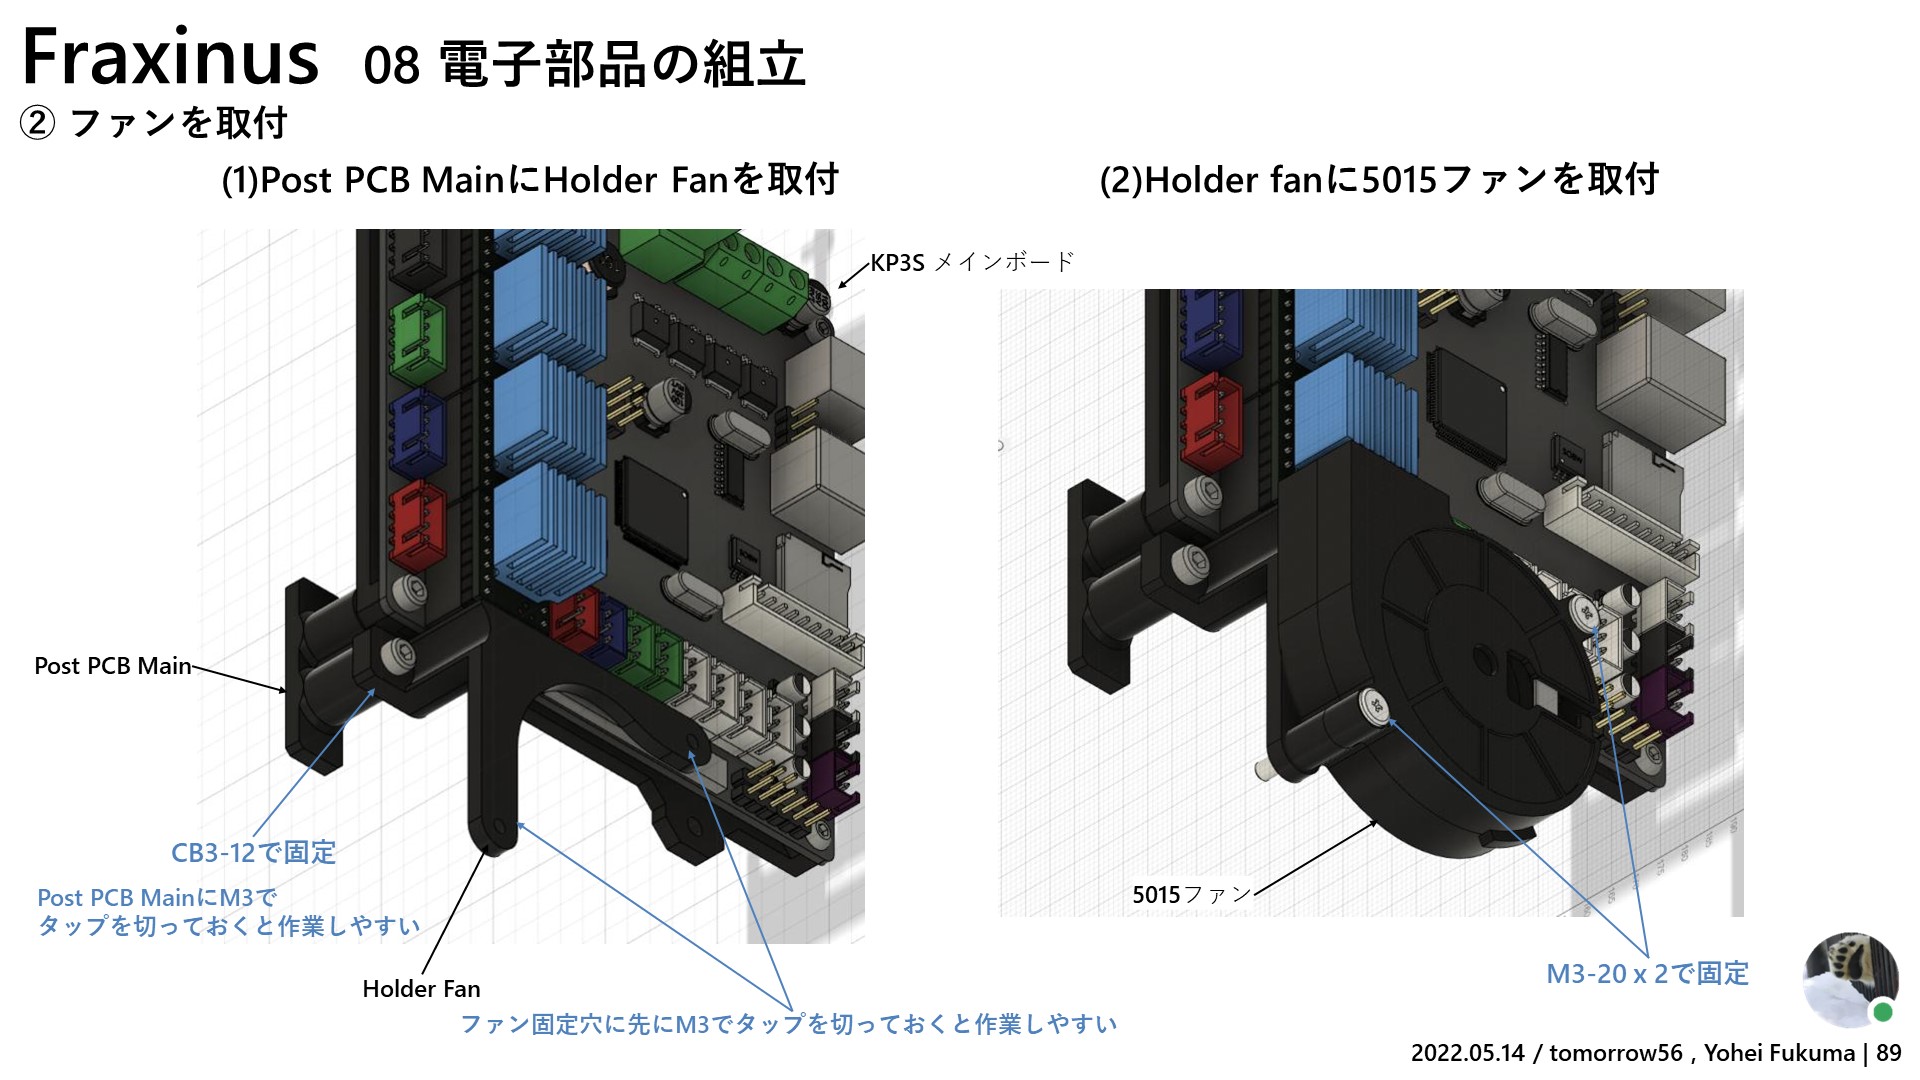 Fraxinus 08 電子部品の組立
② ファンを取付
(1)Post PCB MainにHolder Fanを取付
(2)Holder fanに5015ファンを取付
KP3S メインボード
Post PCB Main
CB3-12で固定
Post PCB MainにM3で
タップを切っておくと作業しやすい
Holder Fan
ファン固定穴に先にM3でタップを切っておくと作業しやすい
5015ファン
M3-20 x 2で固定
2022.05.14 / tomorrow56 , Yohei Fukuma | 89